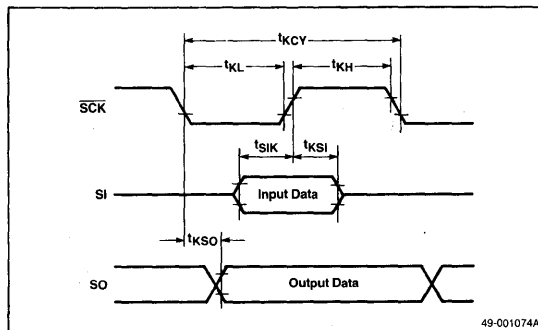 tKCY
tKL
tKH
SCK
tSIK
tKSI
SI
Input Data
tKSO
SO
Output Data
49-001074A